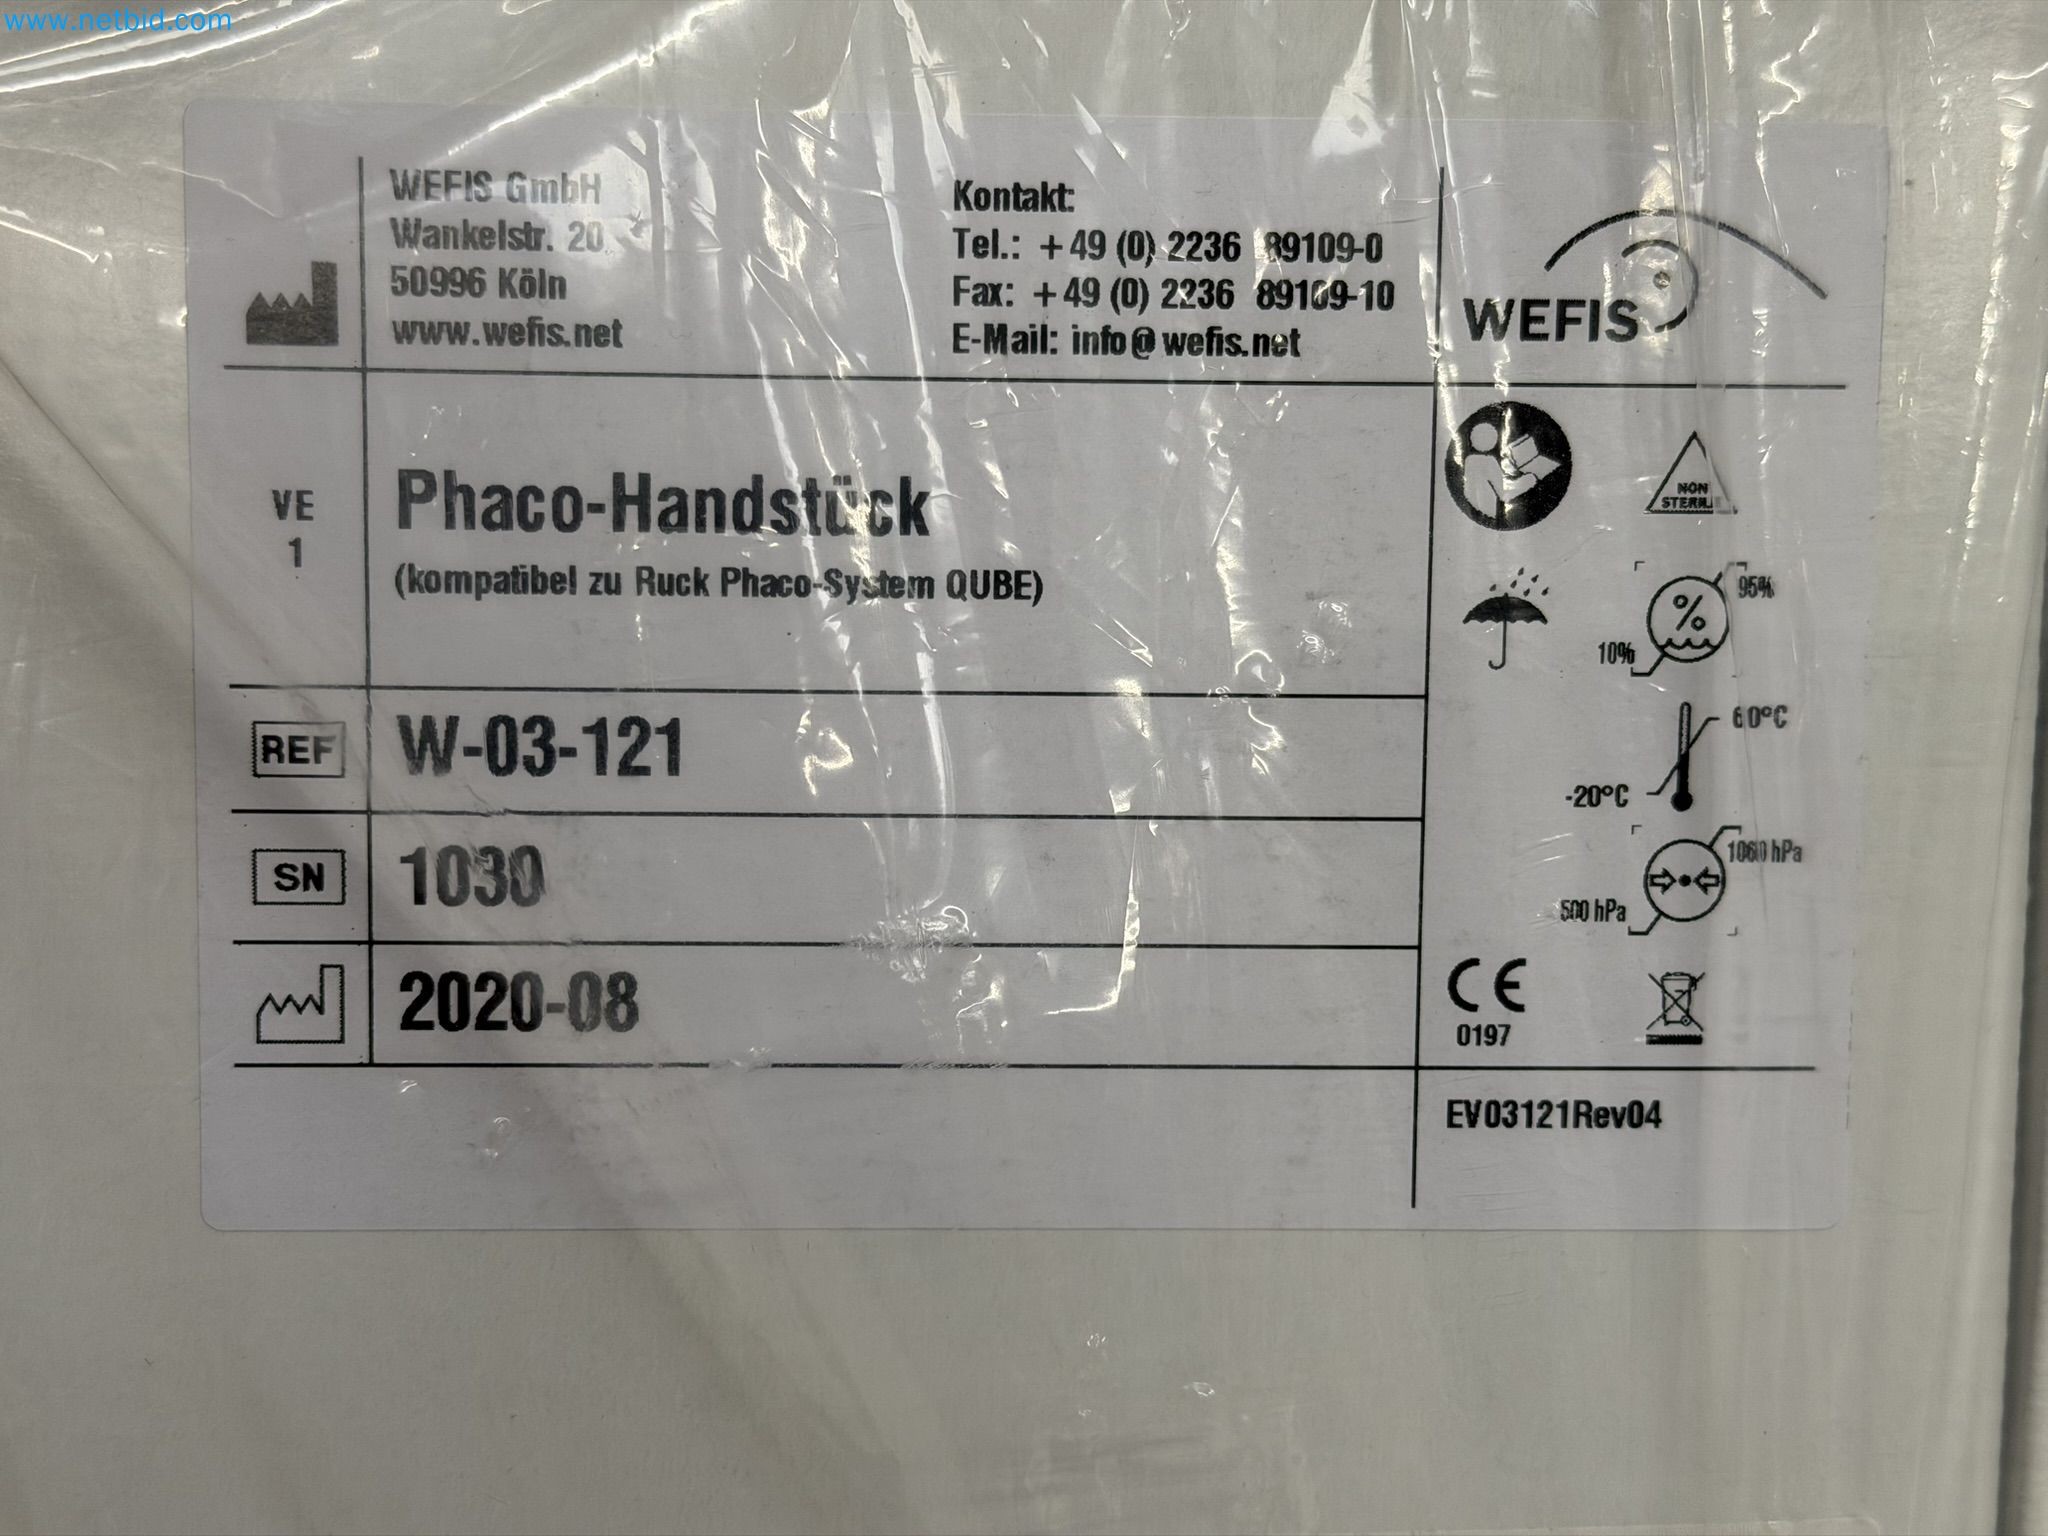 www.netbid.com
WEFIS GmbH
Wankelstr. 20
50996 Köln
www.wefis.net
Kontakt:
Tel.: +49 (0) 2236 89109-0
Fax: +49 (0) 2236 89109-10
E-Mail: info@wefis.net
WEFIS
VE
1
Phaco-Handstück
(kompatibel zu Ruck Phaco-System QUBE)
REF
W-03-121
SN
1030
2020-08
NON
STERILE
95%
10%
60°C
-20°C
1060 hPa
500 hPa
CE
0197
EV03121Rev04